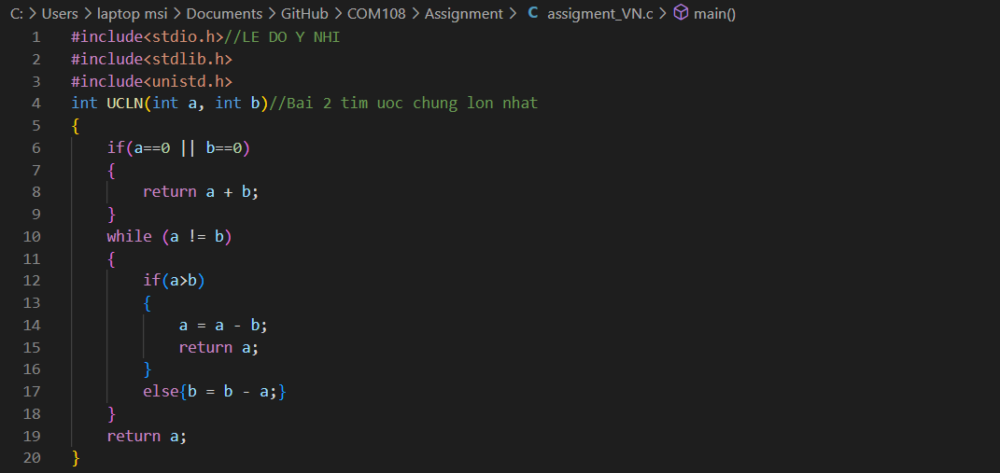 C: > Users > laptop msi > Documents > GitHub > COM108 > Assignment > C assigment_VN.c > main()
1 #include<stdio.h>//LE DO Y NHI
2 #include<stdlib.h>
3 #include<unistd.h>
4 int UCLN(int a, int b)//Bai 2 tim uoc chung lon nhat
5 {
6     if(a==0 || b==0)
7     {
8         return a + b;
9     }
10     while (a != b)
11     {
12         if(a>b)
13         {
14             a = a - b;
15             return a;
16         }
17         else{b = b - a;}
18     }
19     return a;
20 }